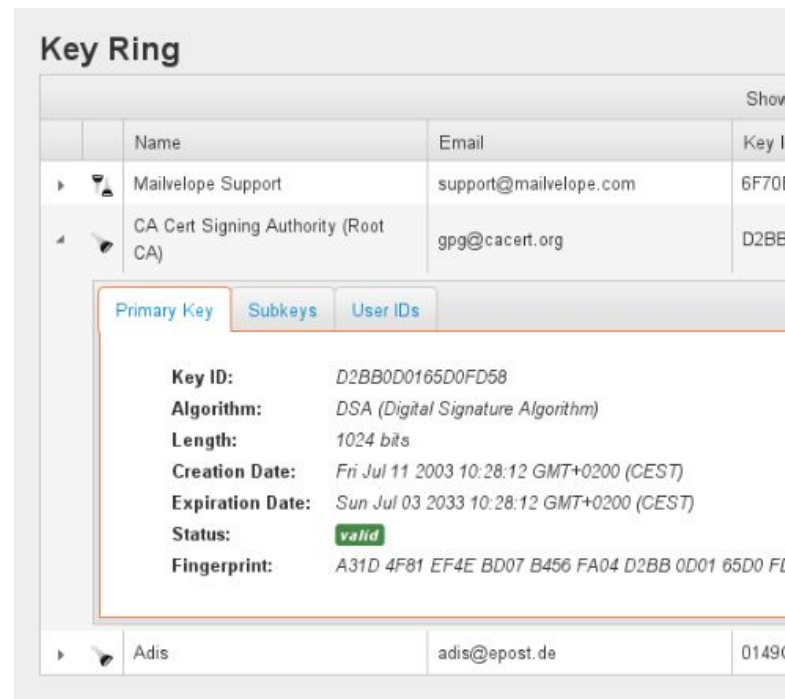 Key Ring
Show
Name Email Key I
Mailvelope Support support@mailvelope.com 6F70
CA Cert Signing Authority (Root
CA) gpg@cacert.org D2BB
Primary Key Subkeys User IDs
Key ID: D2BB0D0165D0FD58
Algorithm: DSA (Digital Signature Algorithm)
Length: 1024 bits
Creation Date: Fri Jul 11 2003 10:28:12 GMT+0200 (CEST)
Expiration Date: Sun Jul 03 2033 10:28:12 GMT+0200 (CEST)
Status: valid
Fingerprint: A31D 4F81 EF4E BD07 B456 FA04 D2BB 0D01 65D0 FD
Adis adis@epost.de 0149